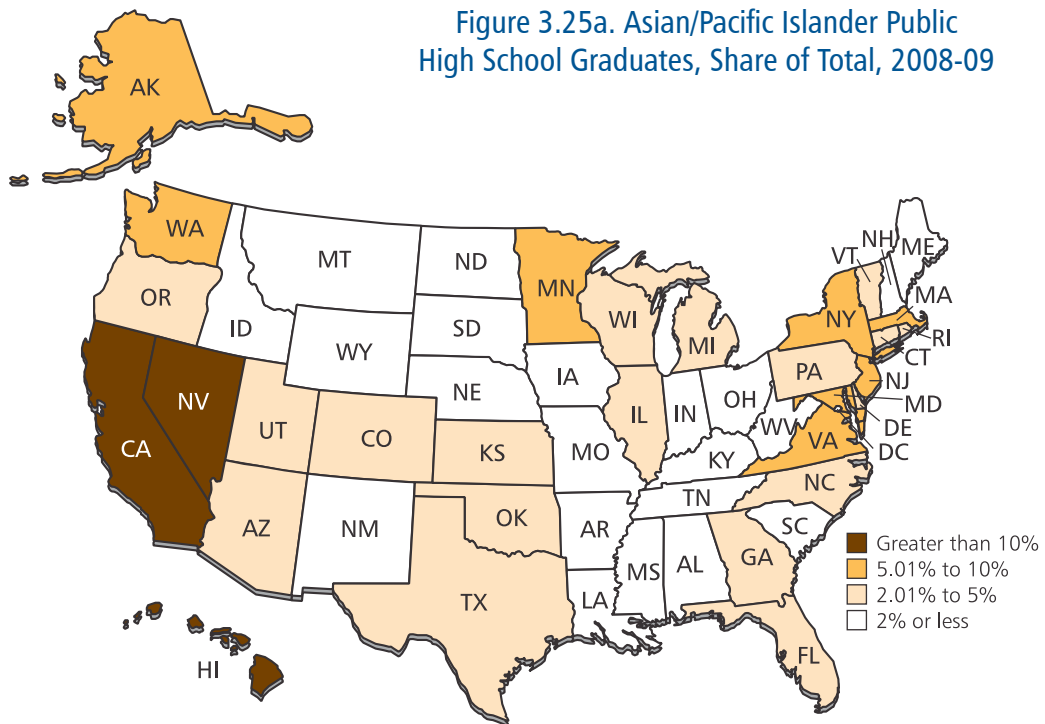 Figure 3.25a. Asian/Pacific Islander Public
High School Graduates, Share of Total, 2008-09
AK
WA
MT
ND
MN
VT
NH
ME
OR
ID
SD
WI
MI
NY
MA
RI
CT
WY
NE
IA
PA
NJ
NV
UT
CO
KS
IL
IN
OH
MD
DE
DC
CA
MO
WV
VA
KY
AZ
NM
OK
AR
TN
NC
SC
TX
LA
MS
AL
GA
FL
HI
Greater than 10%
5.01% to 10%
2.01% to 5%
2% or less